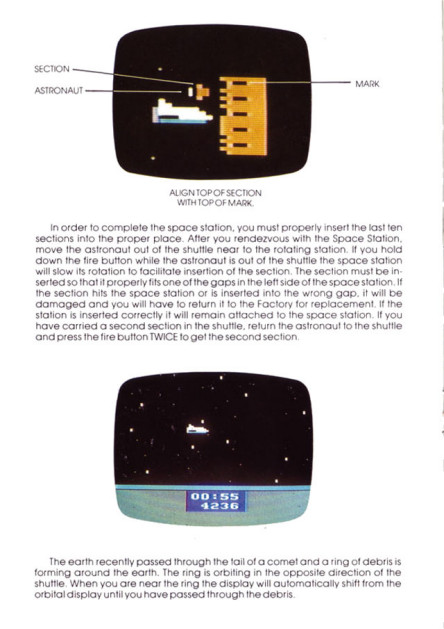 SECTION
ASTRONAUT
MARK
ALIGN TOP OF SECTION
WITH TOP OF MARK.
In order to complete the space station, you must properly insert the last ten
sections into the proper place. After you rendezvous with the Space Station,
move the astronaut out of the shuttle near to the rotating station. If you hold
down the fire button while the astronaut is out of the shuttle the space station
will slow its rotation to facilitate insertion of the section. The section must be in-
serted so that it properly fits one of the gaps in the left side of the space station. If
the section hits the space station or is inserted into the wrong gap, it will be
damaged and you will have to return it to the Factory for replacement. If the
station is inserted correctly it will remain attached to the space station. If you
have carried a second section in the shuttle, return the astronaut to the shuttle
and press the fire button TWICE to get the second section.
00:55
4236
The earth recently passed through the tail of a comet and a ring of debris is
forming around the earth. The ring is orbiting in the opposite direction of the
shuttle. When you are near the ring the display will automatically shift from the
orbital display until you have passed through the debris.